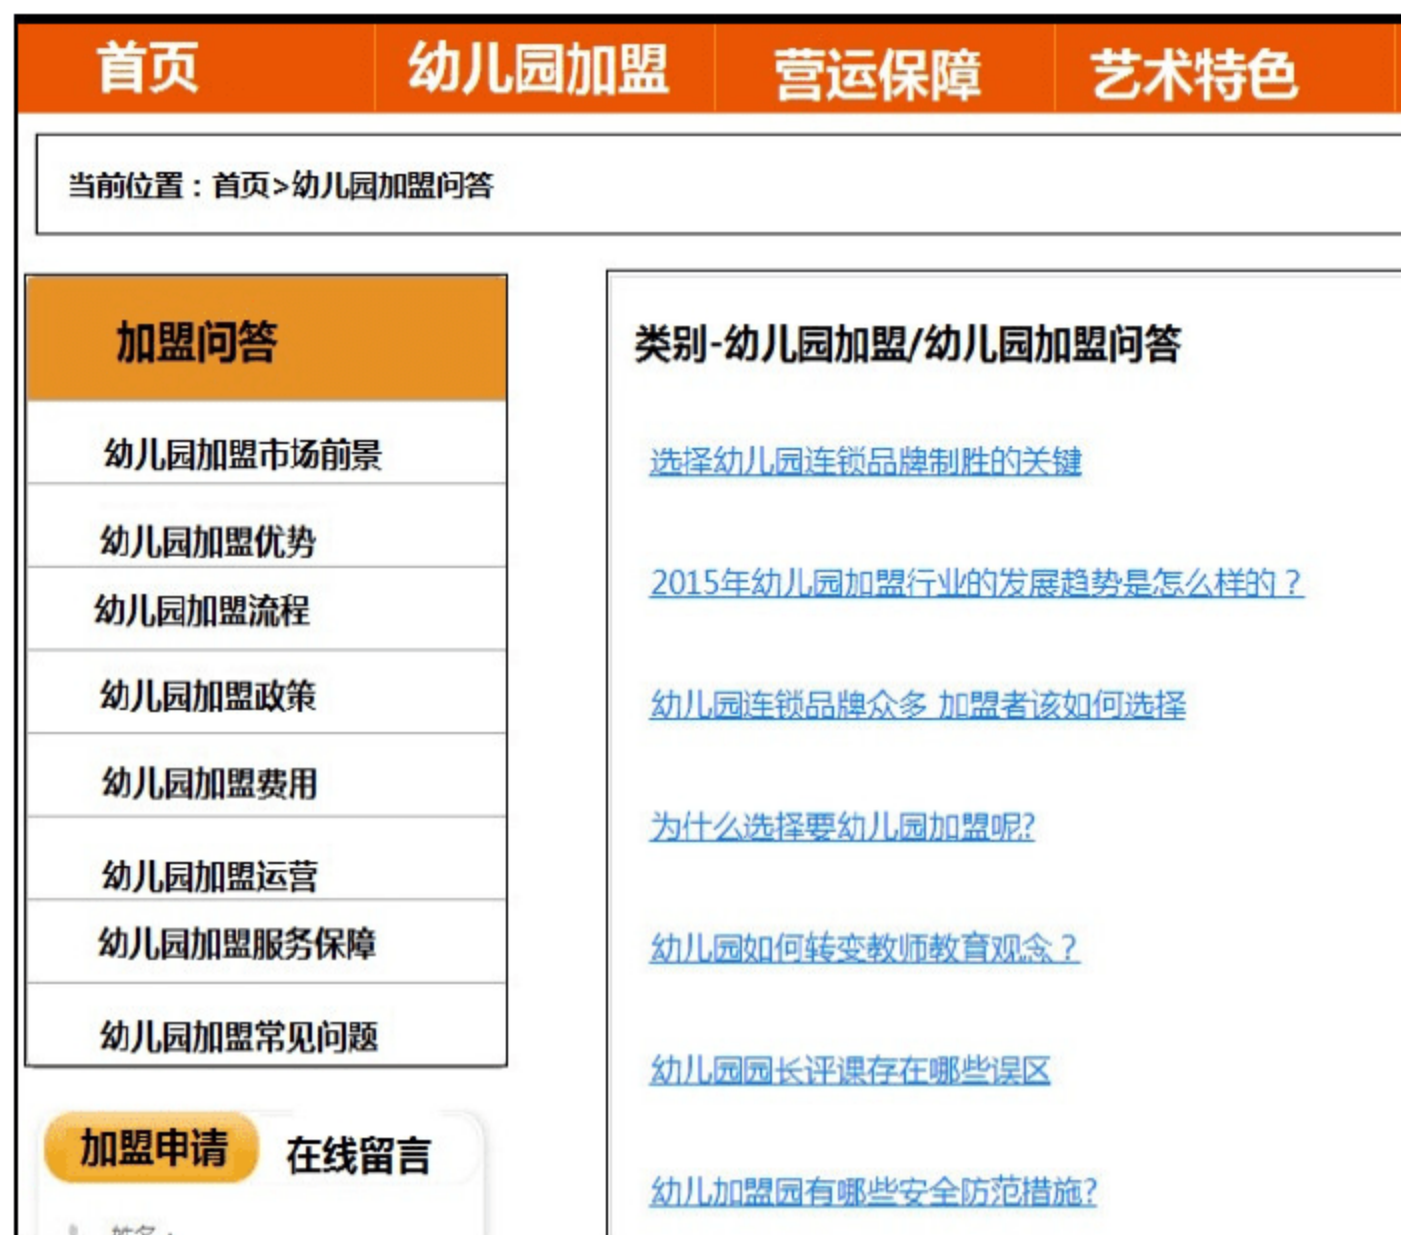 首页 幼儿园加盟 营运保障 艺术特色
当前位置：首页>幼儿园加盟问答
加盟问答
幼儿园加盟市场前景
幼儿园加盟优势
幼儿园加盟流程
幼儿园加盟政策
幼儿园加盟费用
幼儿园加盟运营
幼儿园加盟服务保障
幼儿园加盟常见问题
加盟申请 在线留言
类别-幼儿园加盟/幼儿园加盟问答
选择幼儿园连锁品牌制胜的关键
2015年幼儿园加盟行业的发展趋势是怎么样的？
幼儿园连锁品牌众多 加盟者该如何选择
为什么选择要幼儿园加盟呢?
幼儿园如何转变教师教育观念？
幼儿园园长评课存在哪些误区
幼儿加盟园有哪些安全防范措施?